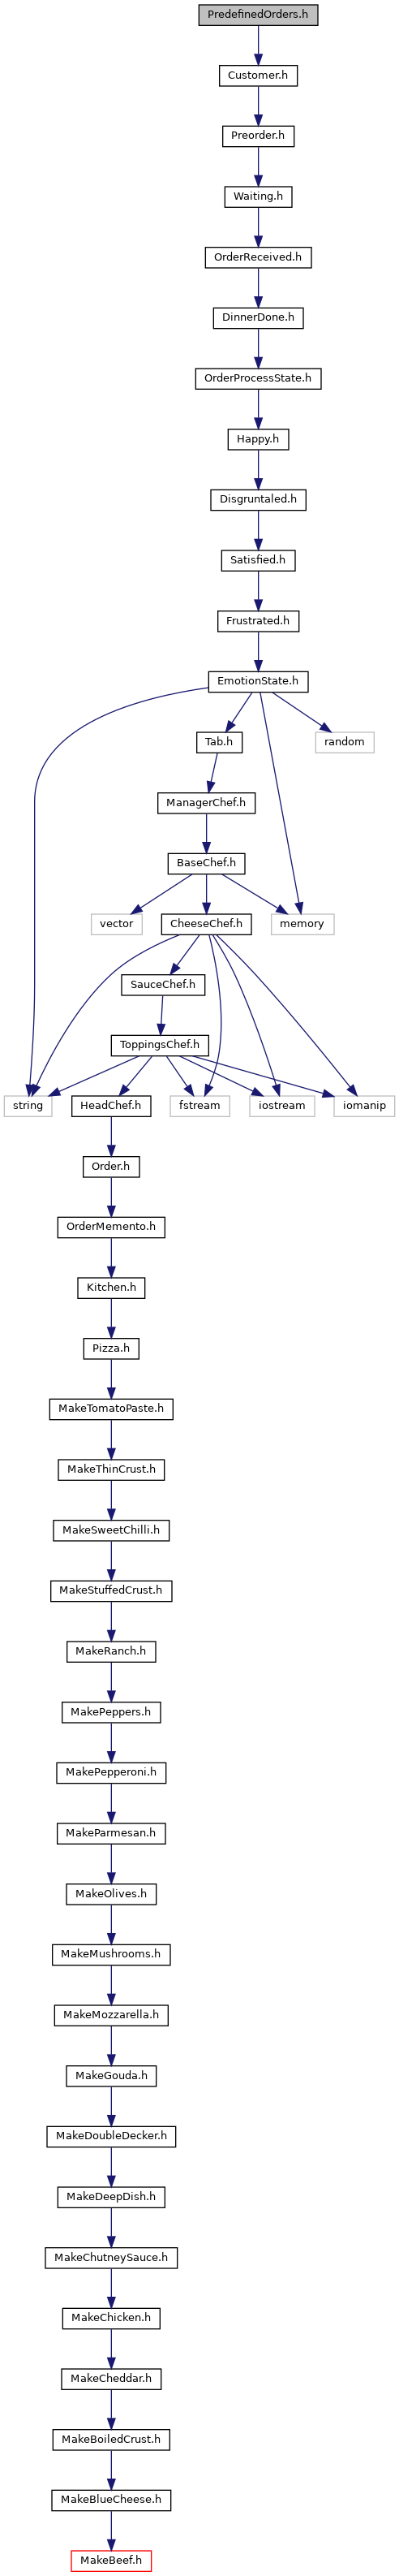 PredefinedOrders.h
Customer.h
Preorder.h
Waiting.h
OrderReceived.h
DinnerDone.h
OrderProcessState.h
Happy.h
Disgruntaled.h
Satisfied.h
Frustrated.h
EmotionState.h
Tab.h
random
ManagerChef.h
BaseChef.h
vector
CheeseChef.h
memory
SauceChef.h
ToppingsChef.h
string
HeadChef.h
fstream
iostream
iomanip
Order.h
OrderMemento.h
Kitchen.h
Pizza.h
MakeTomatoPaste.h
MakeThinCrust.h
MakeSweetChilli.h
MakeStuffedCrust.h
MakeRanch.h
MakePeppers.h
MakePepperoni.h
MakeParmesan.h
MakeOlives.h
MakeMushrooms.h
MakeMozzarella.h
MakeGouda.h
MakeDoubleDecker.h
MakeDeepDish.h
MakeChutneySauce.h
MakeChicken.h
MakeCheddar.h
MakeBoiledCrust.h
MakeBlueCheese.h
MakeBeef.h